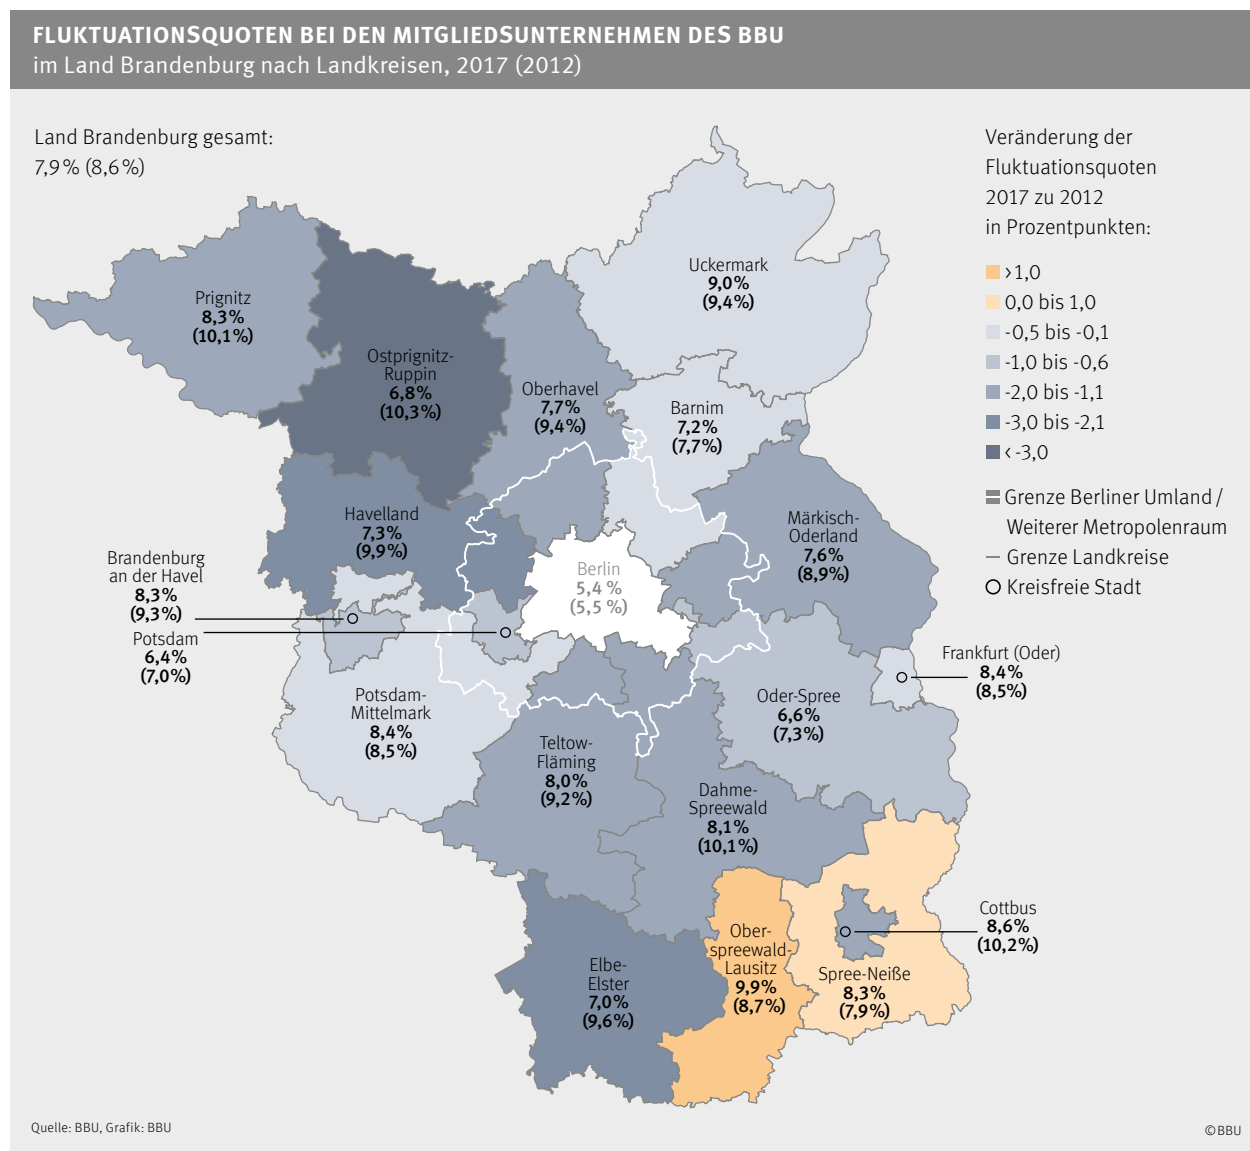 FLUKTUATIONSQUOTEN BEI DEN MITGLIEDSUNTERNEHMEN DES BBU
im Land Brandenburg nach Landkreisen, 2017 (2012)
Land Brandenburg gesamt:
7,9 % (8,6 %)
Veränderung der
Fluktuationsquoten
2017 zu 2012
in Prozentpunkten:
>1,0
0,0 bis 1,0
-0,5 bis -0,1
-1,0 bis -0,6
-2,0 bis -1,1
-3,0 bis -2,1
< -3,0
Grenze Berliner Umland /
Weiterer Metropolenraum
Grenze Landkreise
Kreisfreie Stadt
Uckermark
9,0%
(9,4%)
Prignitz
8,3%
(10,1%)
Ostprignitz-
Ruppin
6,8%
(10,3%)
Oberhavel
7,7%
(9,4%)
Barnim
7,2%
(7,7%)
Havelland
7,3%
(9,9%)
Märkisch-
Oderland
7,6%
(8,9%)
Brandenburg
an der Havel
8,3%
(9,3%)
Berlin
5,4 %
(5,5 %)
Potsdam
6,4%
(7,0%)
Frankfurt (Oder)
8,4%
(8,5%)
Potsdam-
Mittelmark
8,4%
(8,5%)
Oder-Spree
6,6%
(7,3%)
Teltow-
Fläming
8,0%
(9,2%)
Dahme-
Spreewald
8,1%
(10,1%)
Cottbus
8,6%
(10,2%)
Ober-
spreewald-
Lausitz
9,9%
(8,7%)
Elbe-
Elster
7,0%
(9,6%)
Spree-Neiße
8,3%
(7,9%)
Quelle: BBU, Grafik: BBU
©BBU